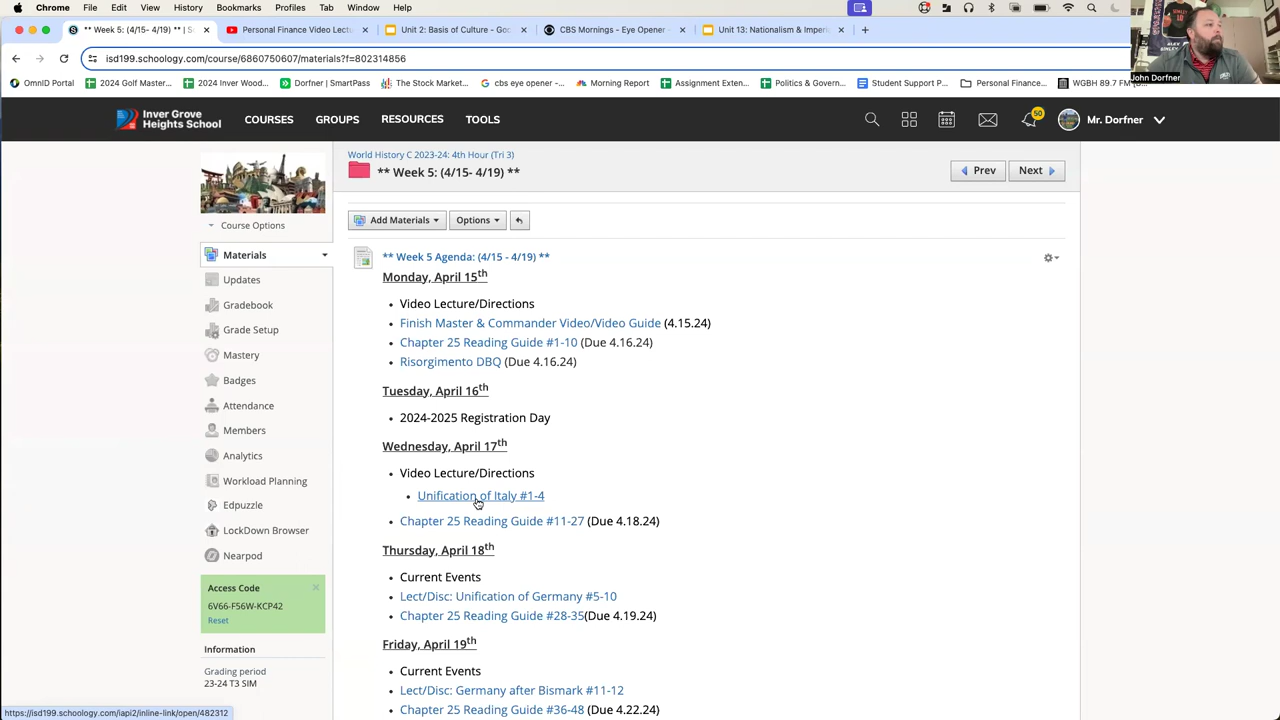 Chrome File Edit View History Bookmarks Profiles Tab Window Help
** Week 5: (4/15- 4/19) ** | S
Personal Finance Video Lectu
Unit 2: Basis of Culture - Goo
CBS Mornings - Eye Opener -
Unit 13: Nationalism & Imperi
isd199.schoology.com/course/6860750607/materials?f=802314856
OmnID Portal
2024 Golf Master...
2024 Inver Wood...
Dorfner | SmartPass
The Stock Market...
cbs eye opener -...
Morning Report
Assignment Exten...
Politics & Govern...
Student Support P...
Personal Finance...
WGBH 89.7 FM
John Dorfner
Inver Grove
Heights School
COURSES
GROUPS
RESOURCES
TOOLS
50
Mr. Dorfner
World History C 2023-24: 4th Hour (Tri 3)
** Week 5: (4/15- 4/19) **
Prev
Next
Course Options
Materials
Updates
Gradebook
Grade Setup
Mastery
Badges
Attendance
Members
Analytics
Workload Planning
Edpuzzle
LockDown Browser
Nearpod
Access Code
6V66-F56W-KCP42
Reset
Information
Grading period
23-24 T3 SIM
Add Materials
Options
** Week 5 Agenda: (4/15 - 4/19) **
Monday, April 15th
• Video Lecture/Directions
• Finish Master & Commander Video/Video Guide (4.15.24)
• Chapter 25 Reading Guide #1-10 (Due 4.16.24)
• Risorgimento DBQ (Due 4.16.24)
Tuesday, April 16th
• 2024-2025 Registration Day
Wednesday, April 17th
• Video Lecture/Directions
• Unification of Italy #1-4
• Chapter 25 Reading Guide #11-27 (Due 4.18.24)
Thursday, April 18th
• Current Events
• Lect/Disc: Unification of Germany #5-10
• Chapter 25 Reading Guide #28-35(Due 4.19.24)
Friday, April 19th
• Current Events
• Lect/Disc: Germany after Bismark #11-12
• Chapter 25 Reading Guide #36-48 (Due 4.22.24)
https://isd199.schoology.com/iapi2/inline-link/open/482312